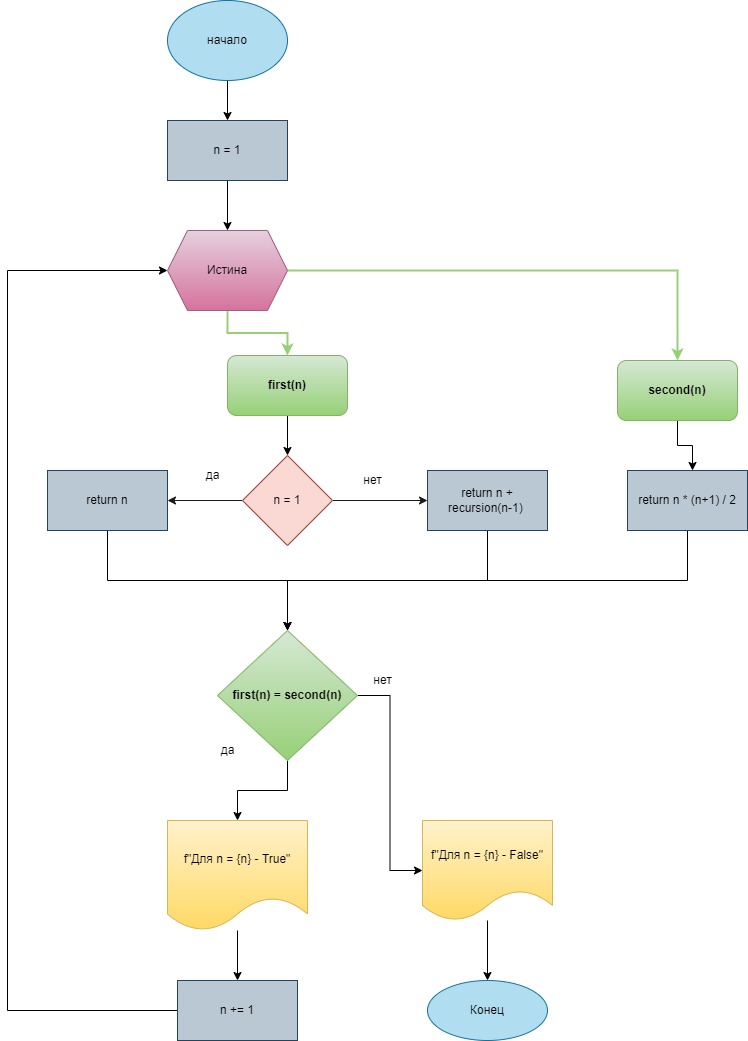 начало
n = 1
Истина
first(n)
second(n)
да
нет
return n
n = 1
return n +
recursion(n-1)
return n * (n+1) / 2
нет
first(n) = second(n)
да
f"Для n = {n} - True"
f"Для n = {n} - False"
n += 1
Конец